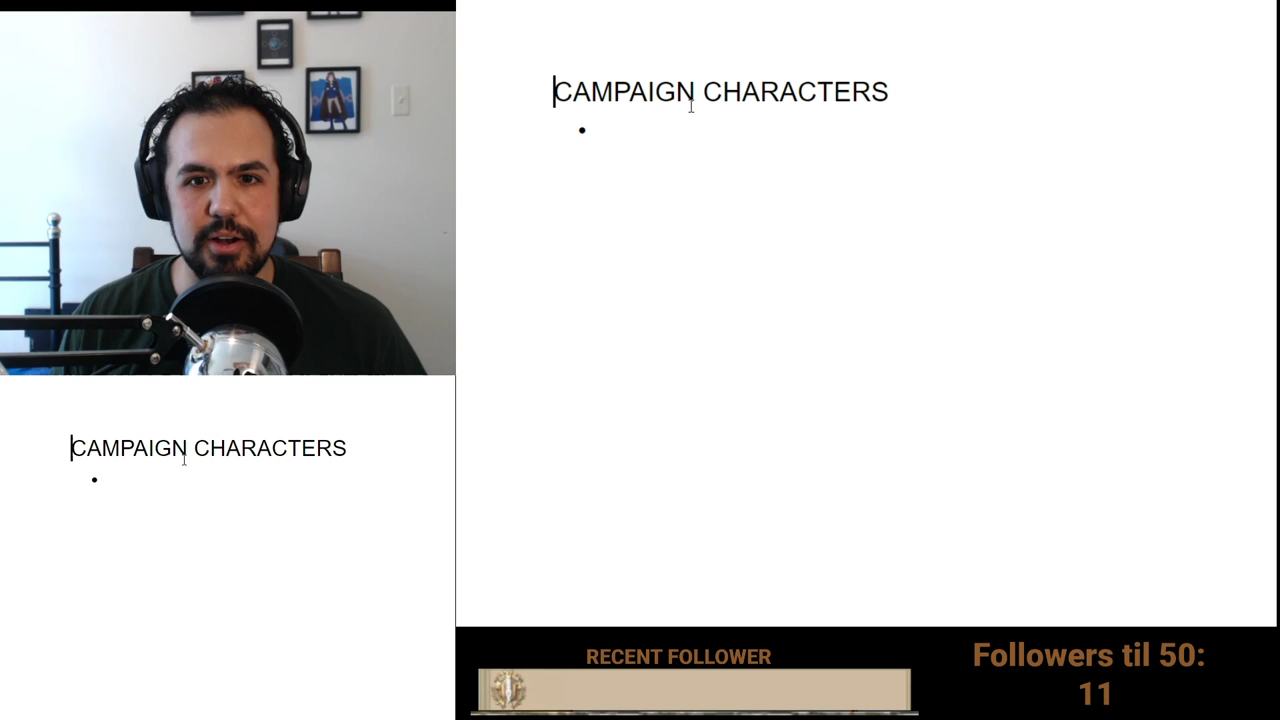 CAMPAIGN CHARACTERS
•
CAMPAIGN CHARACTERS
•
RECENT FOLLOWER
Followers til 50:
11